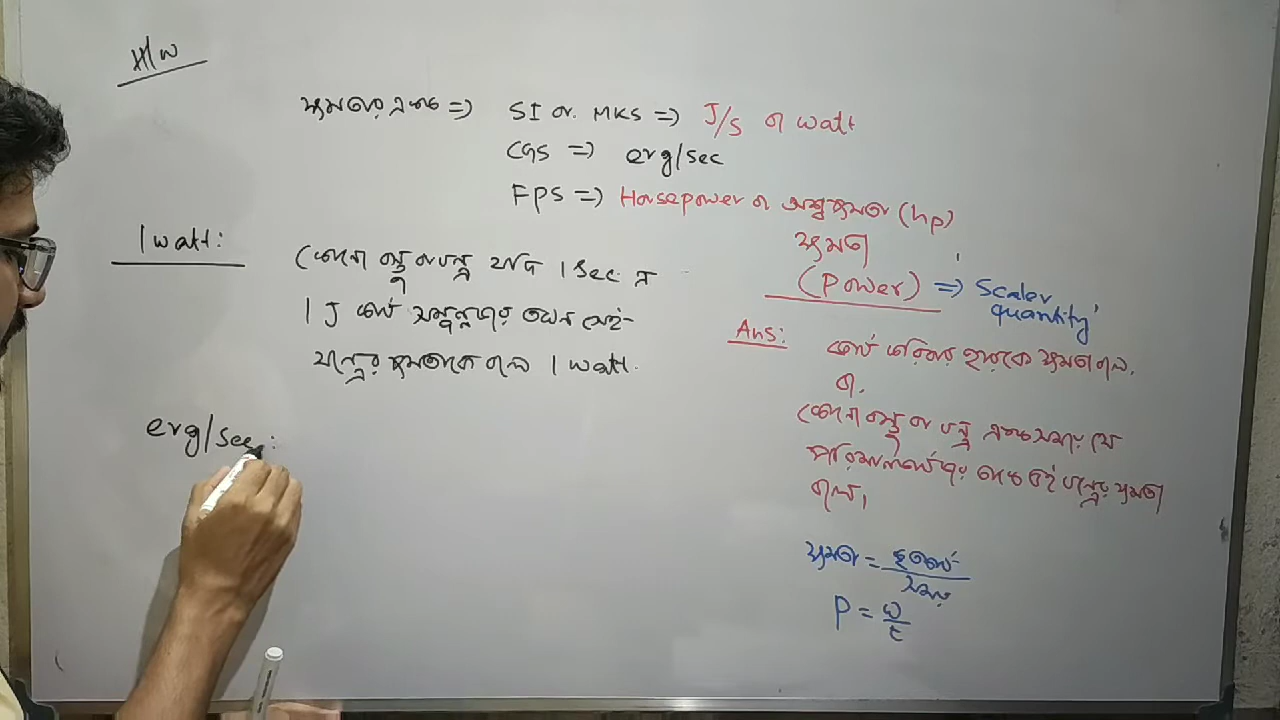 H/W
ক্ষমতার একক => SI or. MKS => J/s বা watt
CGS => erg/sec
FPS => Horsepower বা অশ্বক্ষমতা (hp)
1 watt:
কোনো বস্তু বা যন্ত্র যদি 1 Sec এ
1 J কার্য সম্পন্ন করে তখন সেই
যন্ত্রের ক্ষমতাকে বলে 1 watt.
erg/sec:
ক্ষমতা
(Power) => Scaler
quantity
Ans: কার্য করিবার হারকে ক্ষমতা বলে.
বা.
কোনো বস্তু বা যন্ত্র একক সময়ে যে
পরিমান কার্য করে তাকে ঐ যন্ত্রের ক্ষমতা
বলে।
ক্ষমতা = কৃতকার্য / সময়
P = W/t